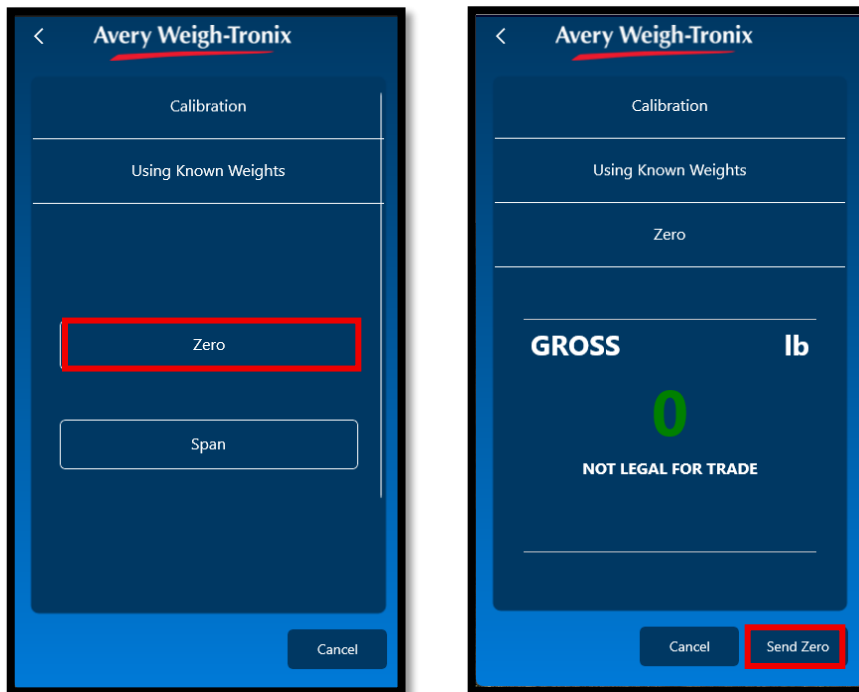 Avery Weigh-Tronix
Calibration
Using Known Weights
Zero
Span
Cancel
Avery Weigh-Tronix
Calibration
Using Known Weights
Zero
GROSS lb
0
NOT LEGAL FOR TRADE
Cancel Send Zero